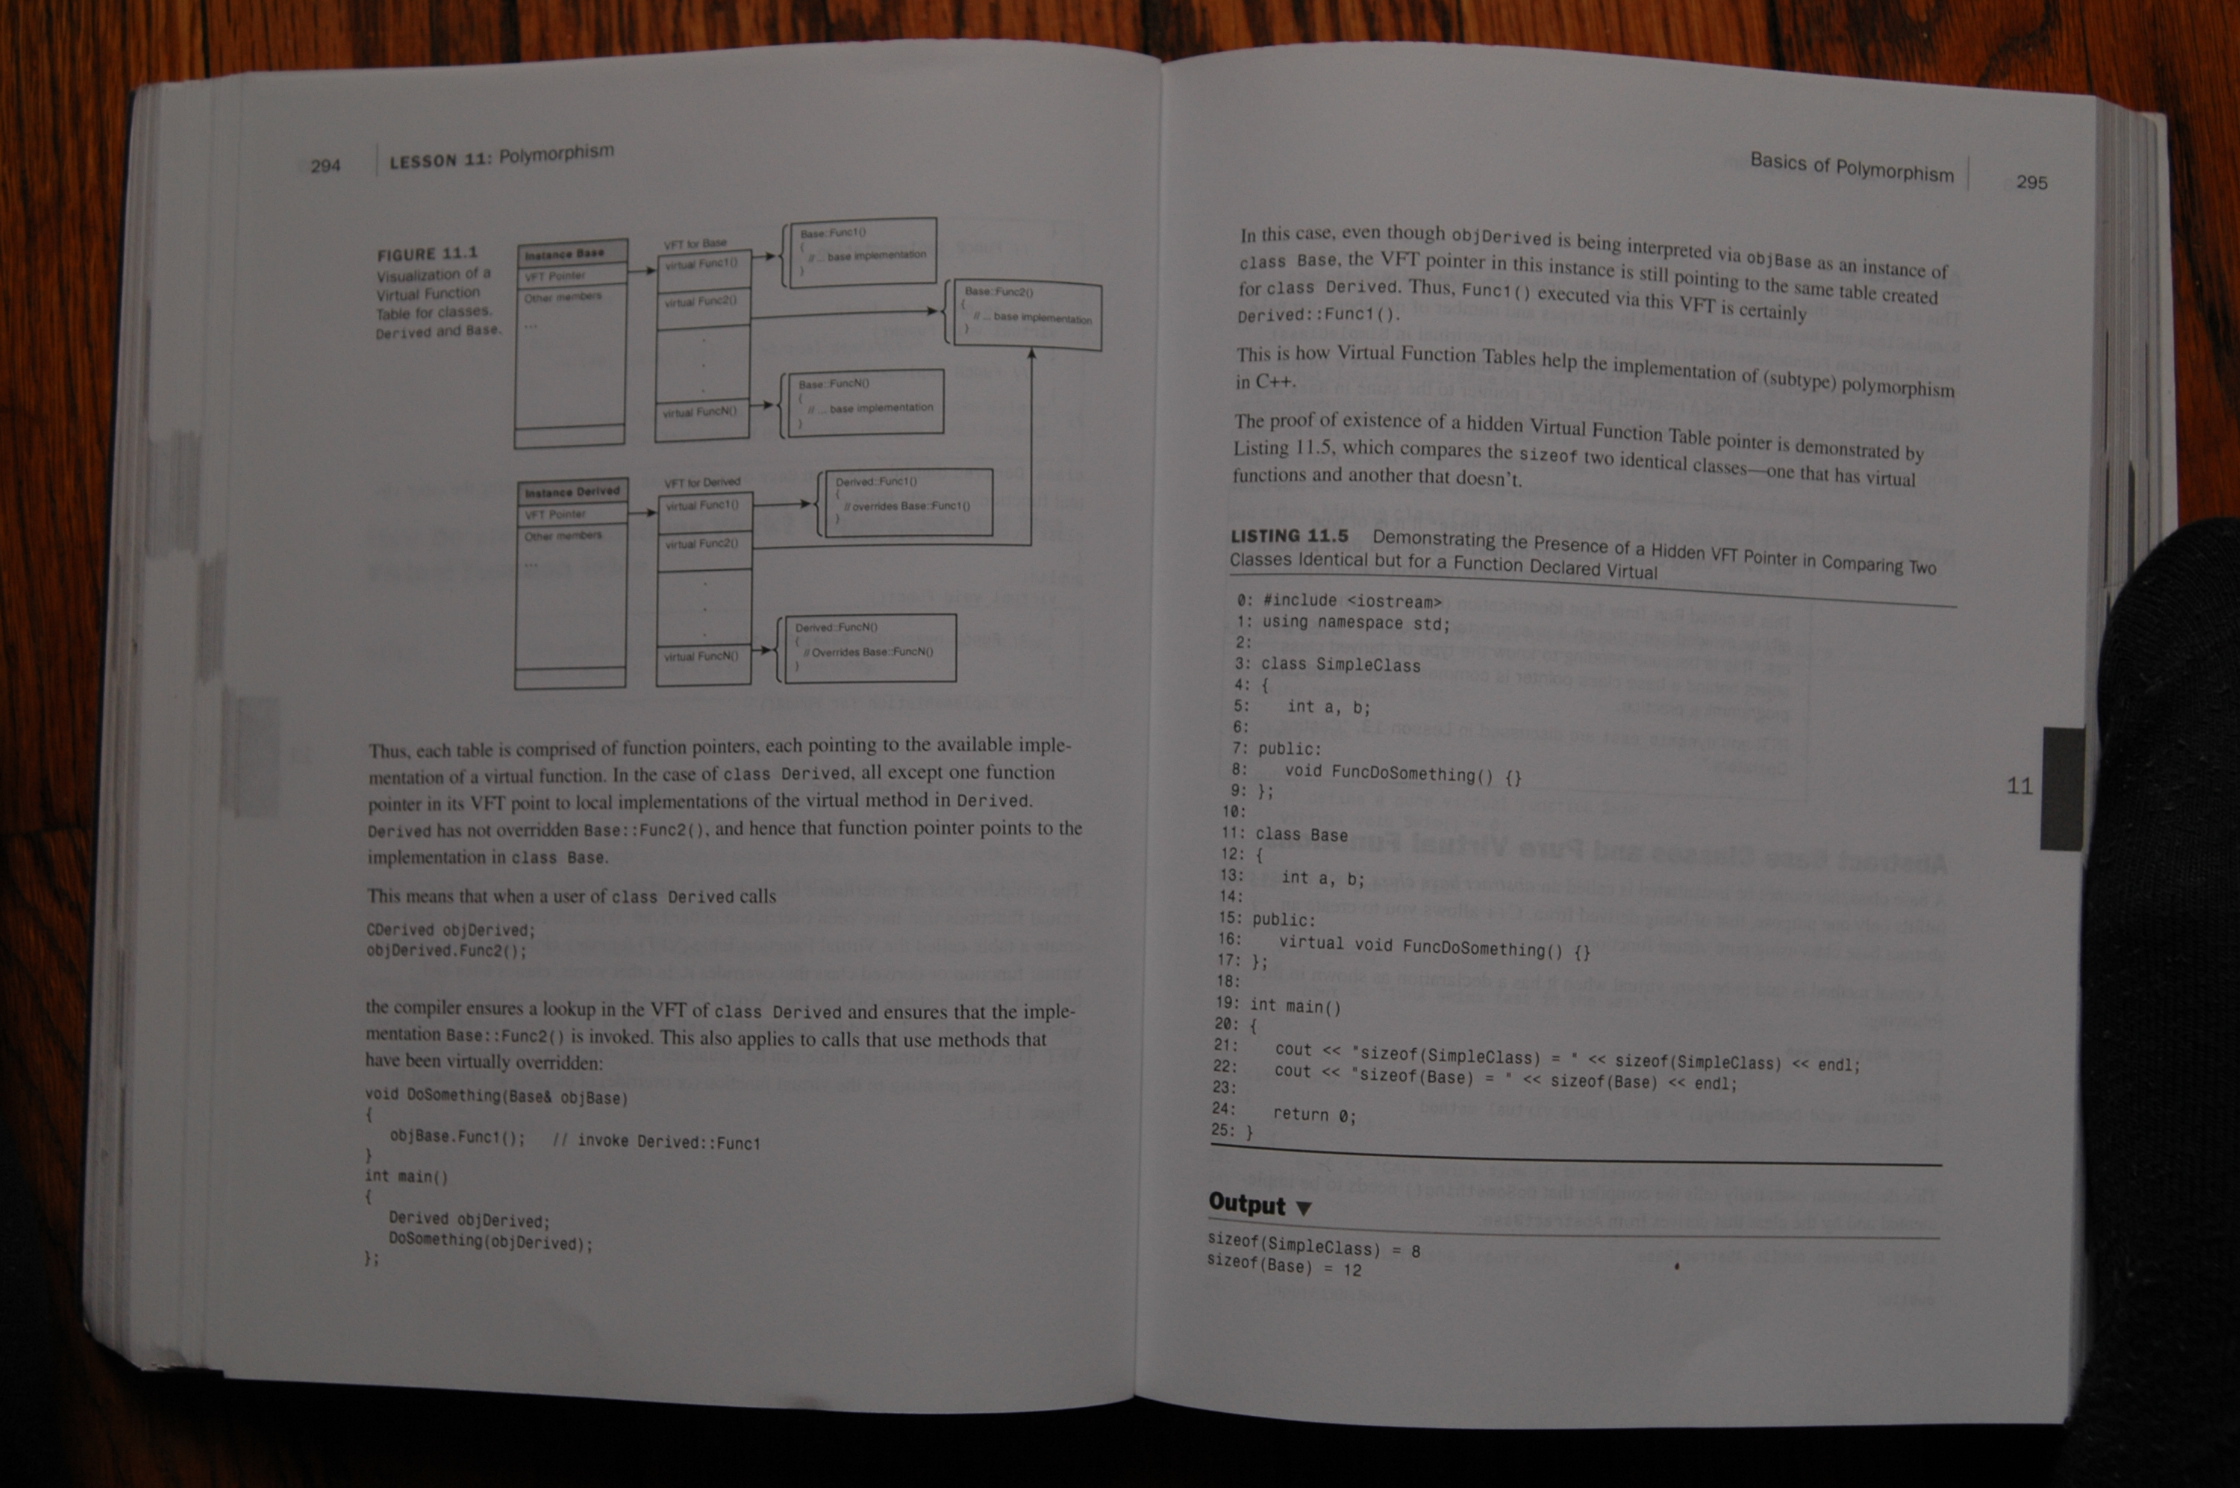 294 LESSON 11: Polymorphism
FIGURE 11.1
Visualization of a
Virtual Function
Table for classes.
Derived and Base.
Instance Base
VFT Pointer
Other members
...
VFT for Base
virtual Func1()
virtual Func2()
.
.
virtual FuncN()
Base::Func1()
{
// ... base implementation
}
Base::Func2()
{
// ... base implementation
}
Base::FuncN()
{
// ... base implementation
}
Instance Derived
VFT Pointer
Other members
...
VFT for Derived
virtual Func1()
virtual Func2()
.
.
.
virtual FuncN()
Derived::Func1()
{
// overrides Base::Func1()
}
Derived::FuncN()
{
// Overrides Base::FuncN()
}
Thus, each table is comprised of function pointers, each pointing to the available imple-
mentation of a virtual function. In the case of class Derived, all except one function
pointer in its VFT point to local implementations of the virtual method in Derived.
Derived has not overridden Base::Func2(), and hence that function pointer points to the
implementation in class Base.
This means that when a user of class Derived calls
CDerived objDerived;
objDerived.Func2();
the compiler ensures a lookup in the VFT of class Derived and ensures that the imple-
mentation Base::Func2() is invoked. This also applies to calls that use methods that
have been virtually overridden:
void DoSomething(Base& objBase)
{
objBase.Func1(); // invoke Derived::Func1
}
int main()
{
Derived objDerived;
DoSomething(objDerived);
};
Basics of Polymorphism 295
In this case, even though objDerived is being interpreted via objBase as an instance of
class Base, the VFT pointer in this instance is still pointing to the same table created
for class Derived. Thus, Func1() executed via this VFT is certainly
Derived::Func1().
This is how Virtual Function Tables help the implementation of (subtype) polymorphism
in C++.
The proof of existence of a hidden Virtual Function Table pointer is demonstrated by
Listing 11.5, which compares the sizeof two identical classes—one that has virtual
functions and another that doesn't.
LISTING 11.5 Demonstrating the Presence of a Hidden VFT Pointer in Comparing Two
Classes Identical but for a Function Declared Virtual
0: #include <iostream>
1: using namespace std;
2:
3: class SimpleClass
4: {
5: int a, b;
6:
7: public:
8: void FuncDoSomething() {}
9: };
10:
11: class Base
12: {
13: int a, b;
14:
15: public:
16: virtual void FuncDoSomething() {}
17: };
18:
19: int main()
20: {
21: cout << "sizeof(SimpleClass) = " << sizeof(SimpleClass) << endl;
22: cout << "sizeof(Base) = " << sizeof(Base) << endl;
23:
24: return 0;
25: }
11
Output ▼
sizeof(SimpleClass) = 8
sizeof(Base) = 12